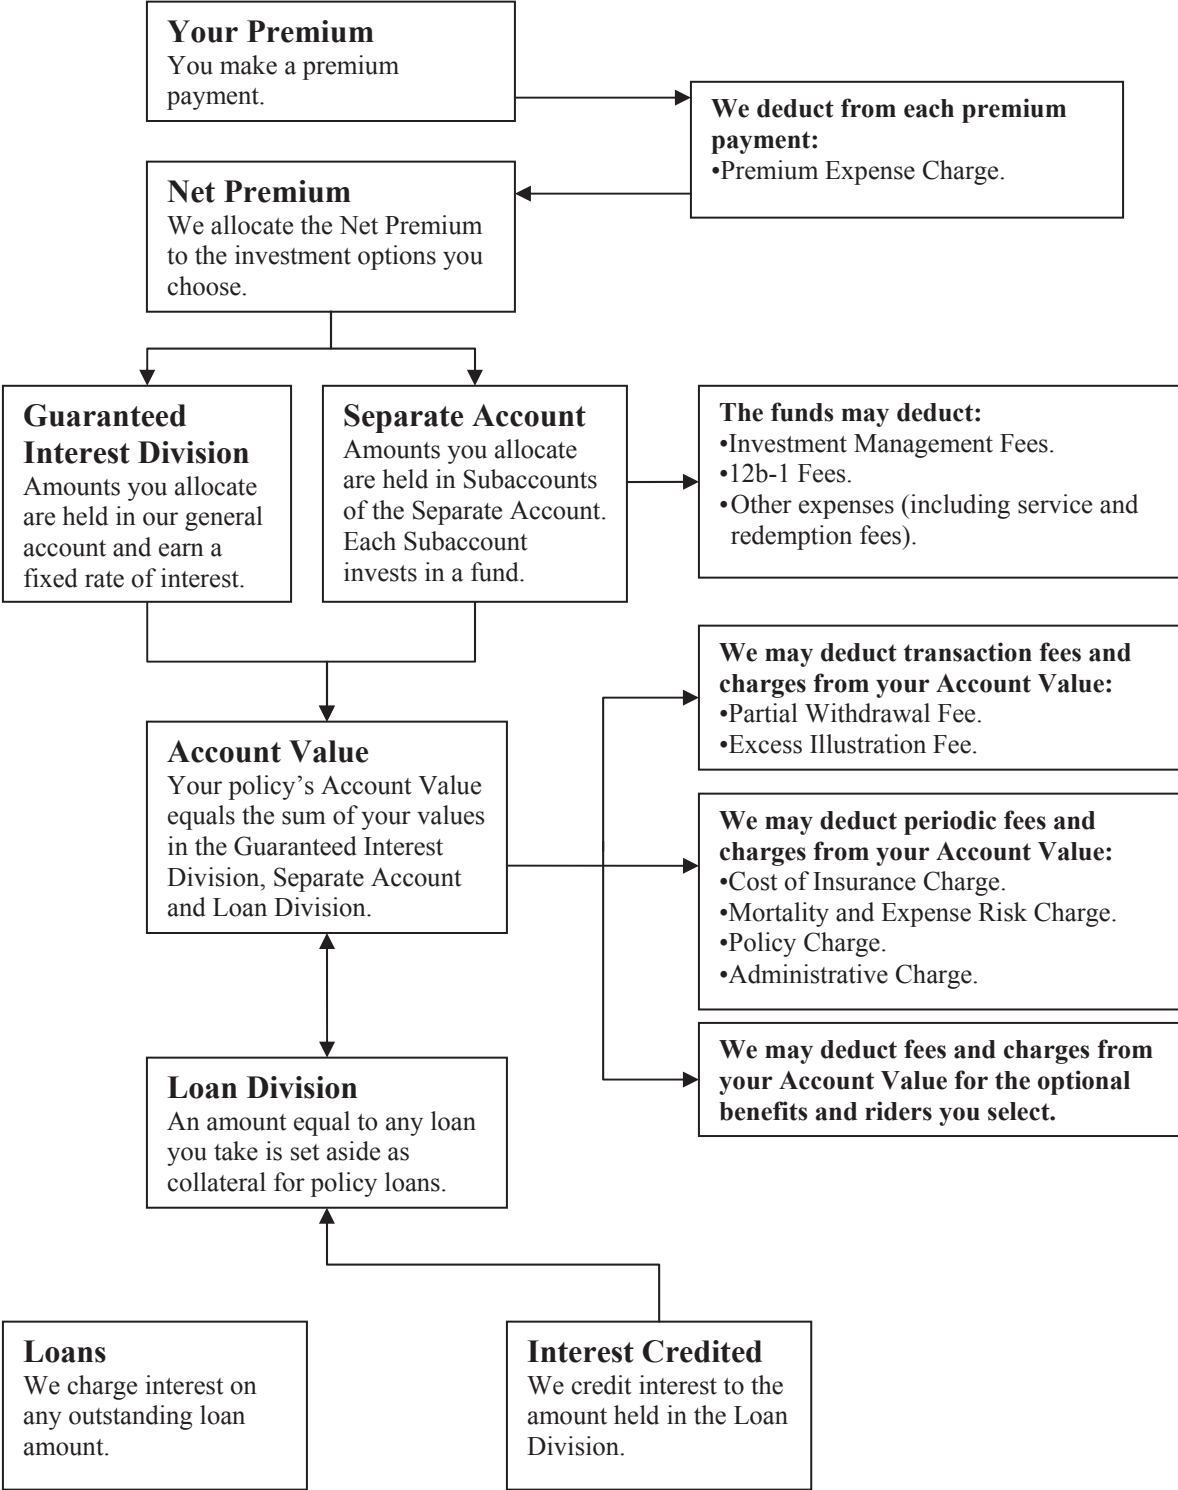 Your Premium
You make a premium
payment.
We deduct from each premium
payment:
•Premium Expense Charge.
Net Premium
We allocate the Net Premium
to the investment options you
choose.
Guaranteed
Interest Division
Amounts you allocate
are held in our general
account and earn a
fixed rate of interest.
Separate Account
Amounts you allocate
are held in Subaccounts
of the Separate Account.
Each Subaccount
invests in a fund.
The funds may deduct:
•Investment Management Fees.
•12b-1 Fees.
•Other expenses (including service and
redemption fees).
We may deduct transaction fees and
charges from your Account Value:
•Partial Withdrawal Fee.
•Excess Illustration Fee.
Account Value
Your policy’s Account Value
equals the sum of your values
in the Guaranteed Interest
Division, Separate Account
and Loan Division.
We may deduct periodic fees and
charges from your Account Value:
•Cost of Insurance Charge.
•Mortality and Expense Risk Charge.
•Policy Charge.
•Administrative Charge.
We may deduct fees and charges from
your Account Value for the optional
benefits and riders you select.
Loan Division
An amount equal to any loan
you take is set aside as
collateral for policy loans.
Loans
We charge interest on
any outstanding loan
amount.
Interest Credited
We credit interest to the
amount held in the Loan
Division.